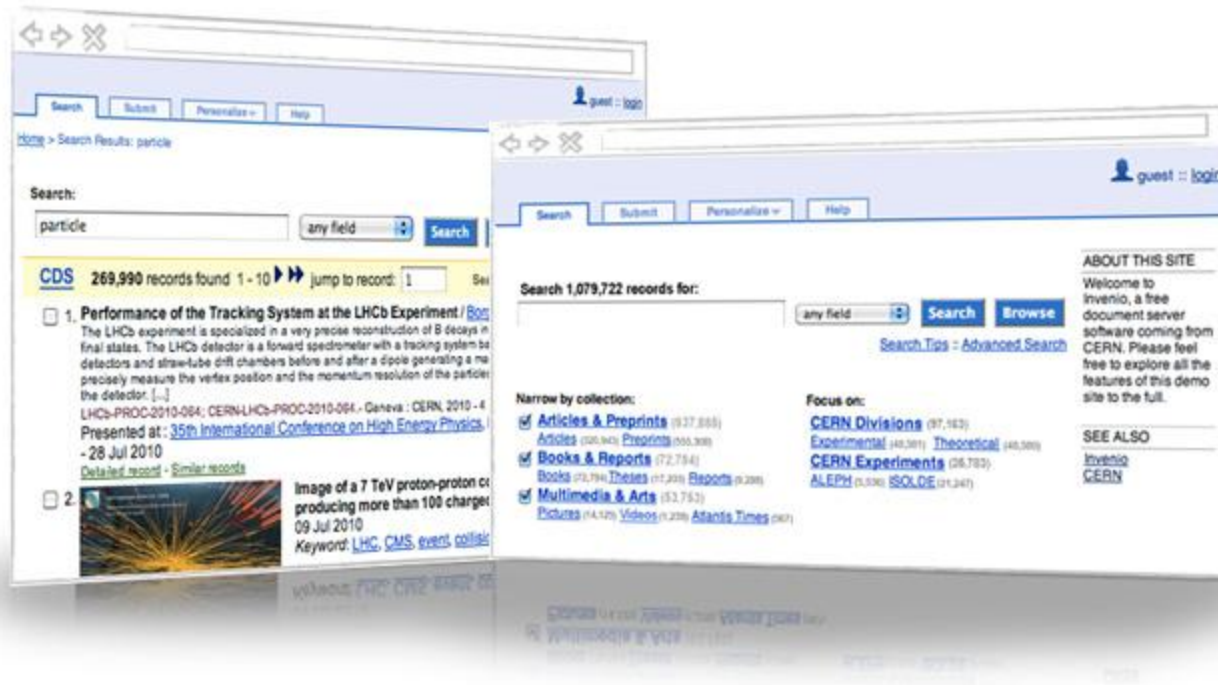 guest :: login
Search
Submit
Personalize
Help
Home > Search Results: particle
Search:
particle
any field
Search
CDS 269,990 records found 1 - 10 jump to record: 1
1. Performance of the Tracking System at the LHCb Experiment /
The LHCb experiment is specialized in a very precise reconstruction of B decays in
final states. The LHCb detector is a forward spectrometer with a tracking system
detectors and straw-tube drift chambers before and after a dipole generating a
precisely measure the vertex position and the momentum resolution of the particles
the detector. [...]
LHCb-PROC-2010-064; CERN-LHCb-PROC-2010-064.- Geneva : CERN, 2010 - 4
Presented at : 35th International Conference on High Energy Physics,
- 28 Jul 2010
Detailed record - Similar records
2.
Image of a 7 TeV proton-proton
producing more than 100
09 Jul 2010
Keyword: LHC, CMS, event,
guest :: login
Search
Submit
Personalize
Help
Search 1,079,722 records for:
any field
Search
Browse
Search Tips :: Advanced Search
Narrow by collection:
Articles & Preprints
Articles Preprints
Books & Reports (72,784)
Books Theses Reports
Multimedia & Arts (53,753)
Pictures (14,125) Videos Atlantis Times
Focus on:
CERN Divisions
Experimental Theoretical
CERN Experiments
ALEPH ISOLDE (21,247)
ABOUT THIS SITE
Welcome to
Invenio, a free
document server
software coming from
CERN. Please feel
free to explore all the
features of this demo
site to the full.
SEE ALSO
Invenio
CERN